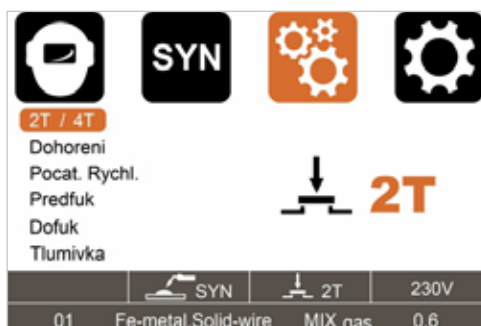 SYN
2T / 4T
Dohoreni
Pocat. Rychl.
Predfuk
Dofuk
Tlumivka
2T
SYN 2T 230V
01 Fe-metal Solid-wire MIX gas 0.6